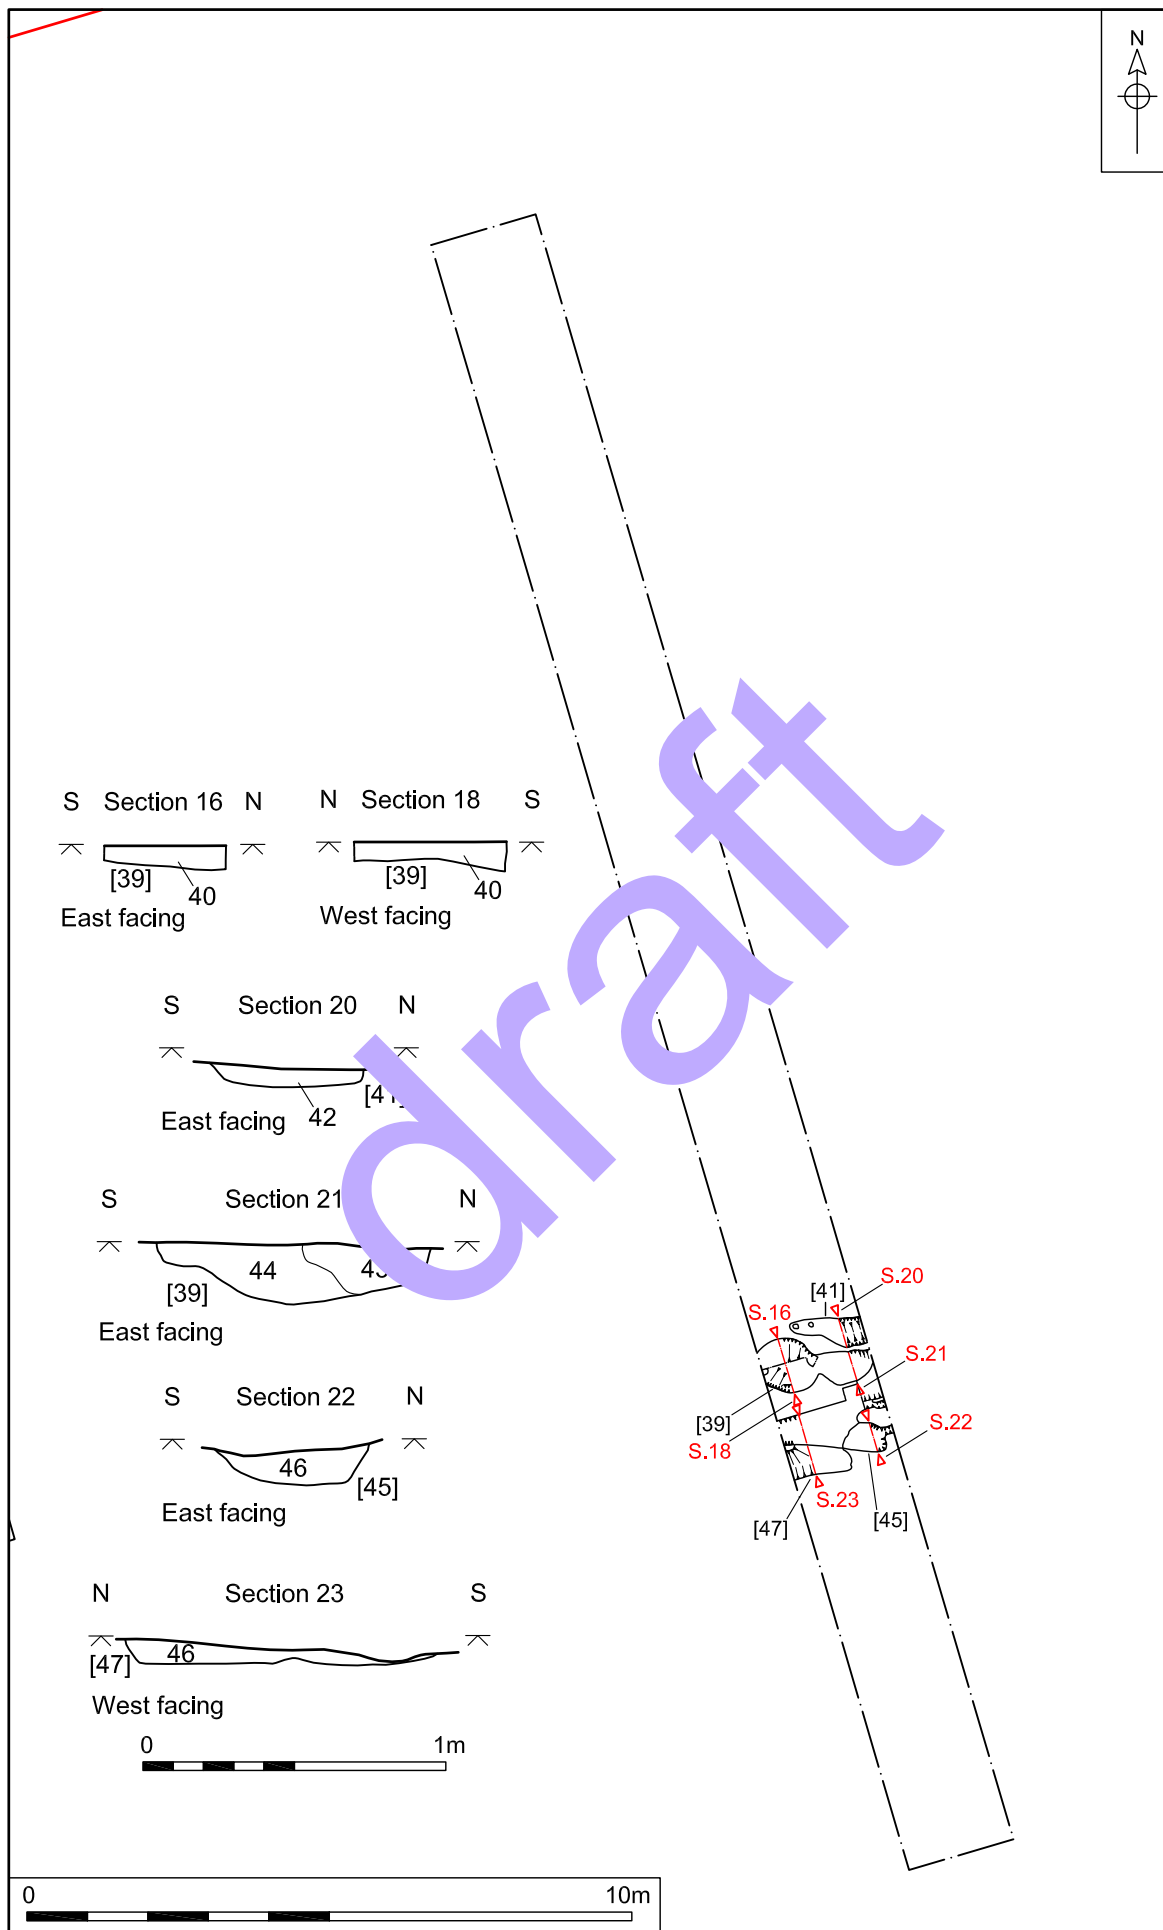 N
S Section 16 N
N Section 18 S
[39]
40
[39]
40
East facing
West facing
S Section 20 N
42
East facing
S Section 21 N
44
[39]
East facing
S Section 22 N
46
[45]
East facing
N Section 23 S
46
[47]
West facing
0 1m
draft
[41]
S.20
S.16
S.21
[39]
S.18
S.22
S.23
[47]
[45]
0 10m